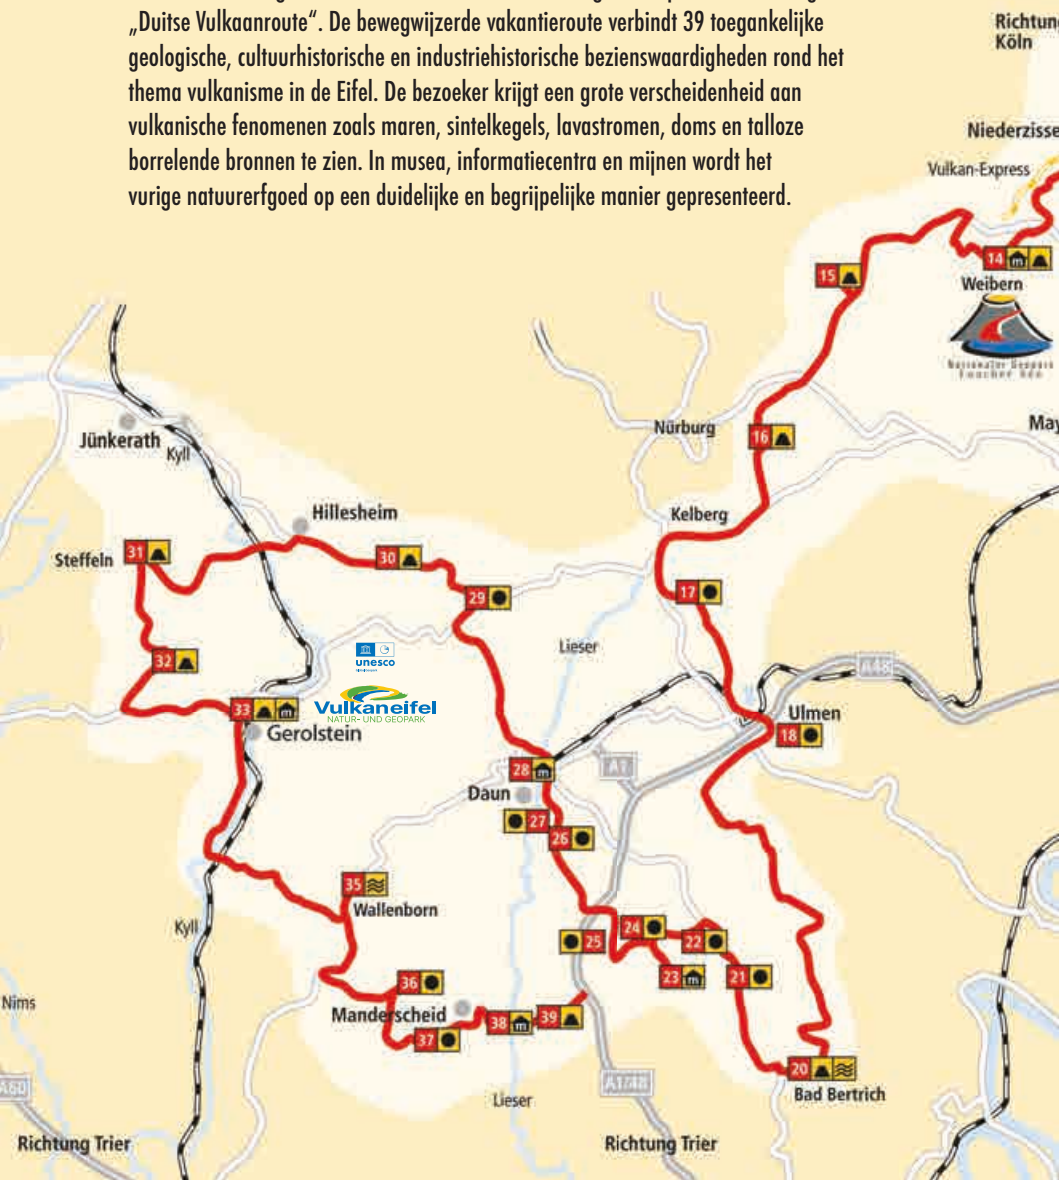 „Duitse Vulkaanroute“. De bewegwijzerde vakantieroute verbindt 39 toegankelijke
geologische, cultuurhistorische en industriehistorische bezienswaardigheden rond het
thema vulkanisme in de Eifel. De bezoeker krijgt een grote verscheidenheid aan
vulkanische fenomenen zoals maren, sintelkegels, lavastromen, doms en talloze
borrelende bronnen te zien. In musea, informatiecentra en mijnen wordt het
vurige natuurerfgoed op een duidelijke en begrijpelijke manier gepresenteerd.
Richtung
Köln
Niederzisse
Vulkan-Express
14 m
15
Weibern
Nationaler Geopark
Laacher See
Jünkerath
Kyll
Nürburg
16
May
Hillesheim
Kelberg
Steffeln
31
30
29
17
Lieser
32
unesco
A48
33 m
Vulkaneifel
NATUR- UND GEOPARK
Gerolstein
Ulmen
18
28 m
A1
Daun
27
26
35
Wallenborn
Kyll
24
25
22
23 m
21
36
Nims
Manderscheid
38 m
39
37
20
Bad Bertrich
A60
A1/48
Lieser
Richtung Trier
Richtung Trier